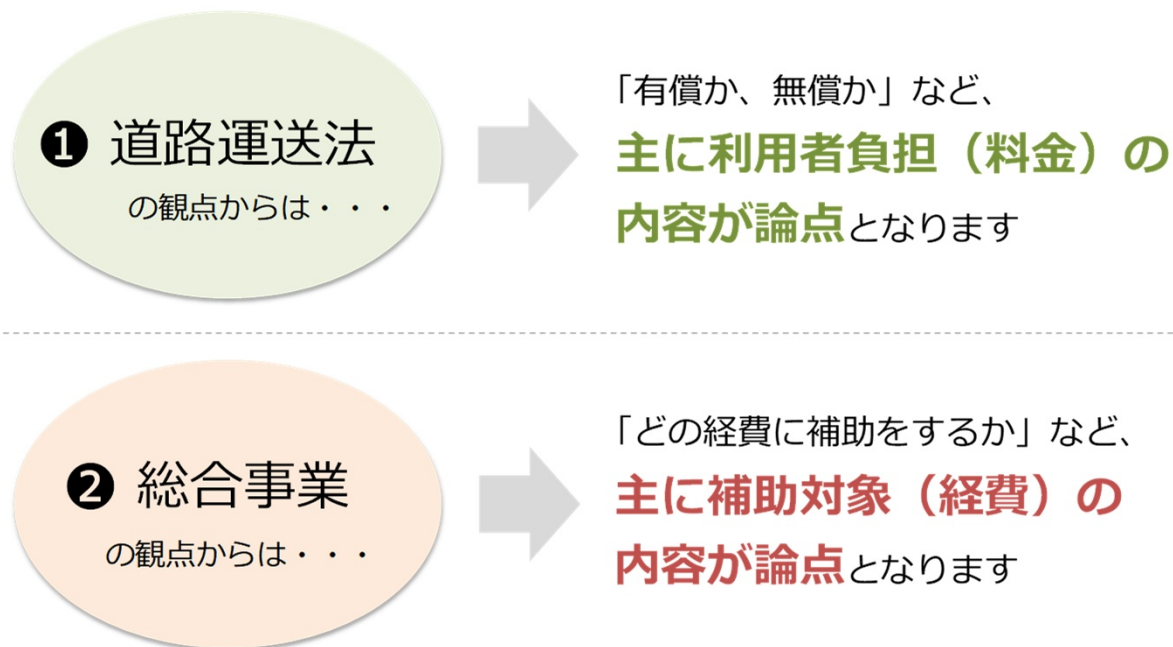 ❶ 道路運送法
の観点からは・・・
「有償か、無償か」など、
主に利用者負担（料金）の
内容が論点となります
❷ 総合事業
の観点からは・・・
「どの経費に補助をするか」など、
主に補助対象（経費）の
内容が論点となります